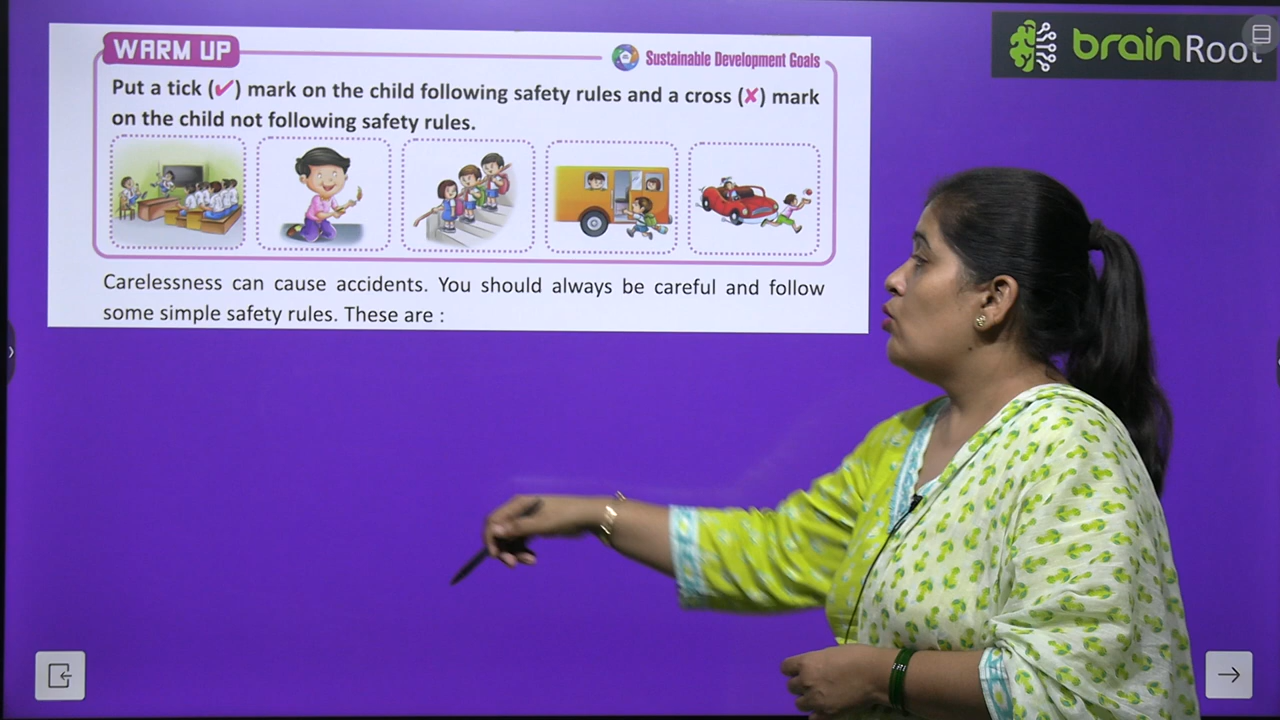 WARM UP
Sustainable Development Goals
brainRoot
Put a tick (✔) mark on the child following safety rules and a cross (✘) mark
on the child not following safety rules.
Carelessness can cause accidents. You should always be careful and follow
some simple safety rules. These are :